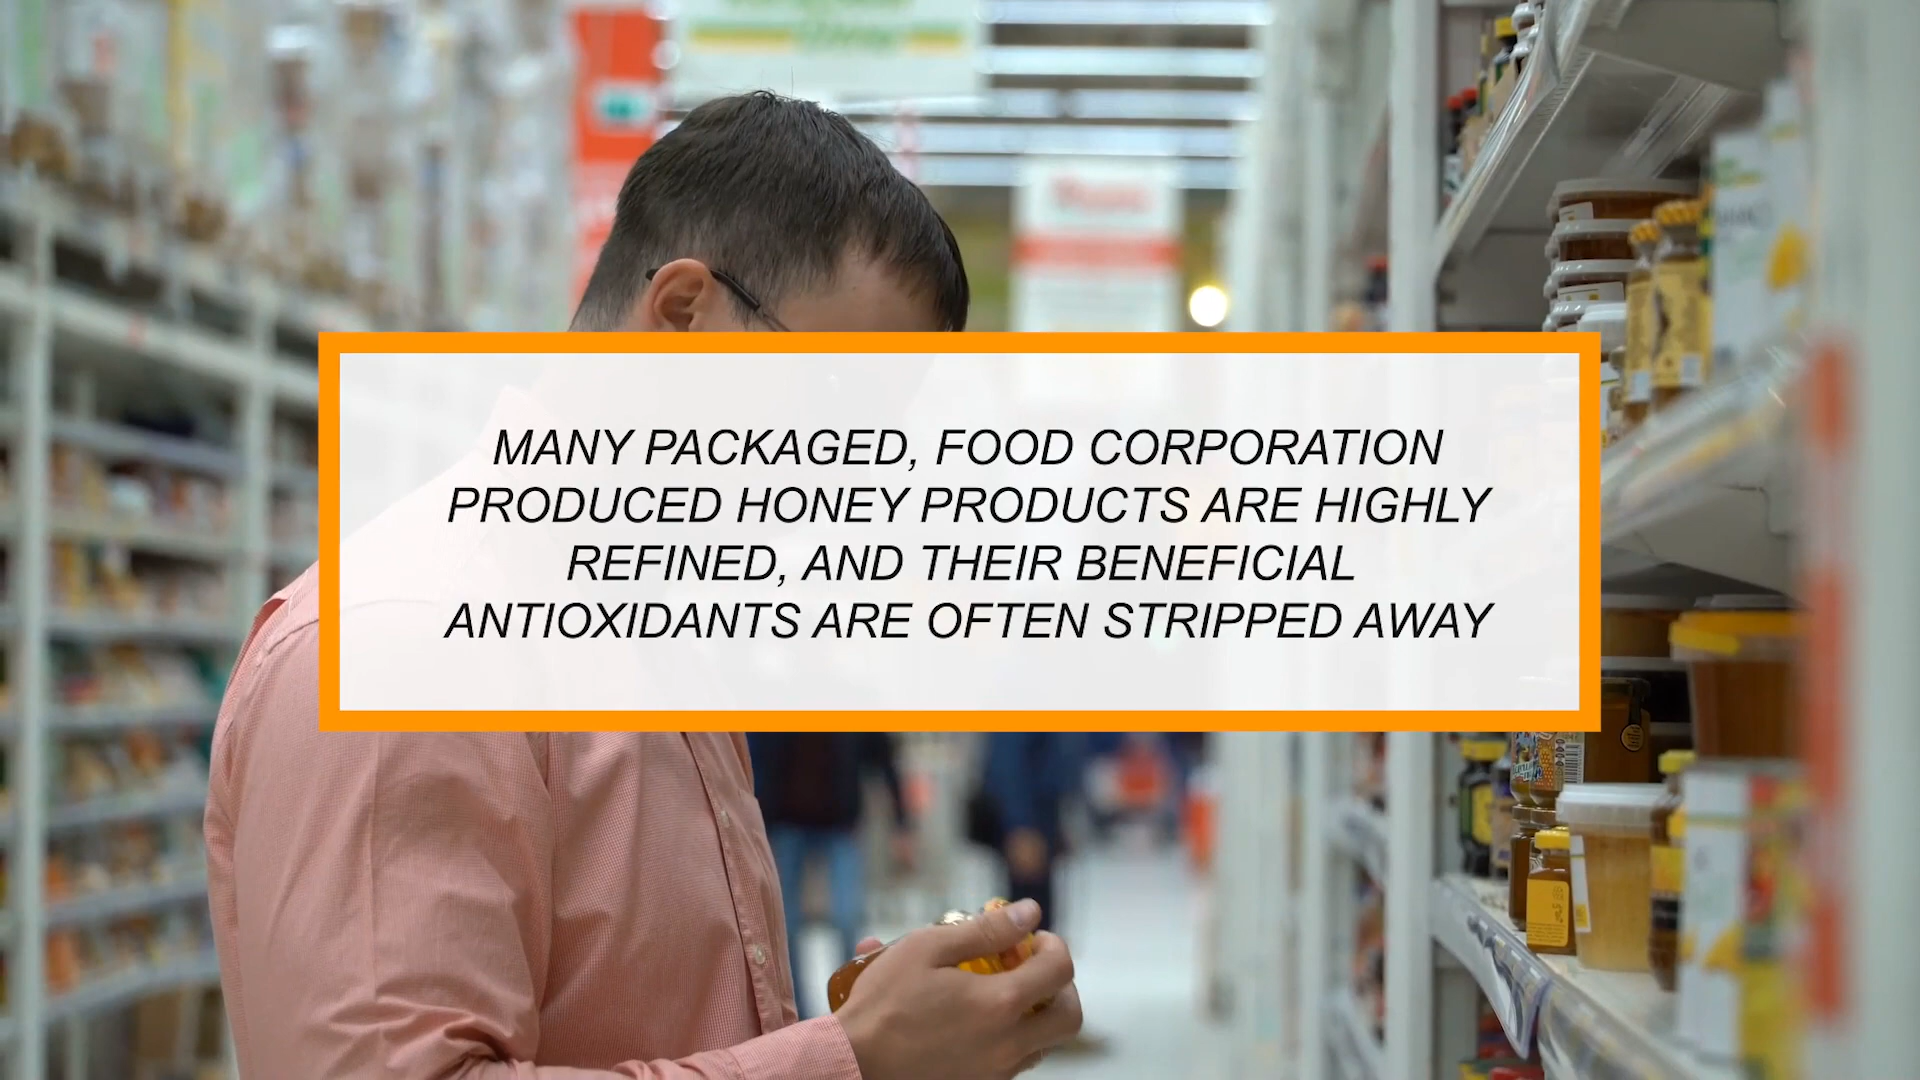 MANY PACKAGED, FOOD CORPORATION
PRODUCED HONEY PRODUCTS ARE HIGHLY
REFINED, AND THEIR BENEFICIAL
ANTIOXIDANTS ARE OFTEN STRIPPED AWAY